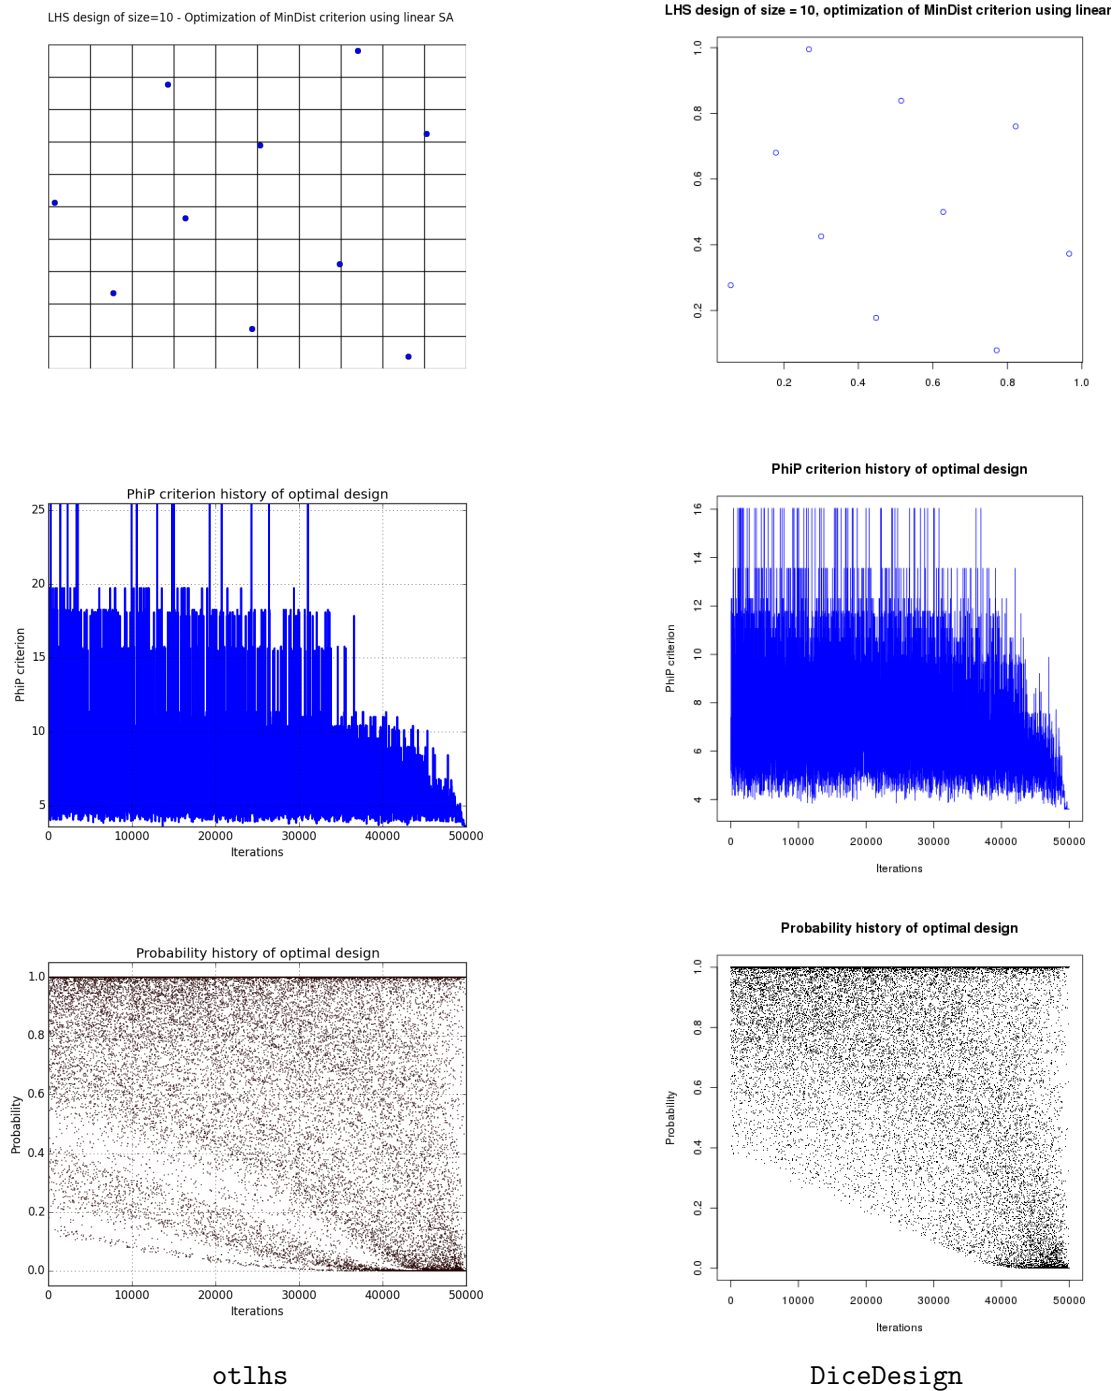 LHS design of size=10 - Optimization of MinDist criterion using linear SA
LHS design of size = 10, optimization of MinDist criterion using linear
1.0
0.8
0.6
0.4
0.2
0.2 0.4 0.6 0.8 1.0
PhiP criterion history of optimal design
25
20
15
10
5
PhiP criterion
0 10000 20000 30000 40000 50000
Iterations
PhiP criterion history of optimal design
16
14
12
10
8
6
4
PhiP criterion
0 10000 20000 30000 40000 50000
Iterations
Probability history of optimal design
1.0
0.8
0.6
0.4
0.2
0.0
Probability
0 10000 20000 30000 40000 50000
Iterations
Probability history of optimal design
1.0
0.8
0.6
0.4
0.2
0.0
Probability
0 10000 20000 30000 40000 50000
Iterations
otlhs
DiceDesign